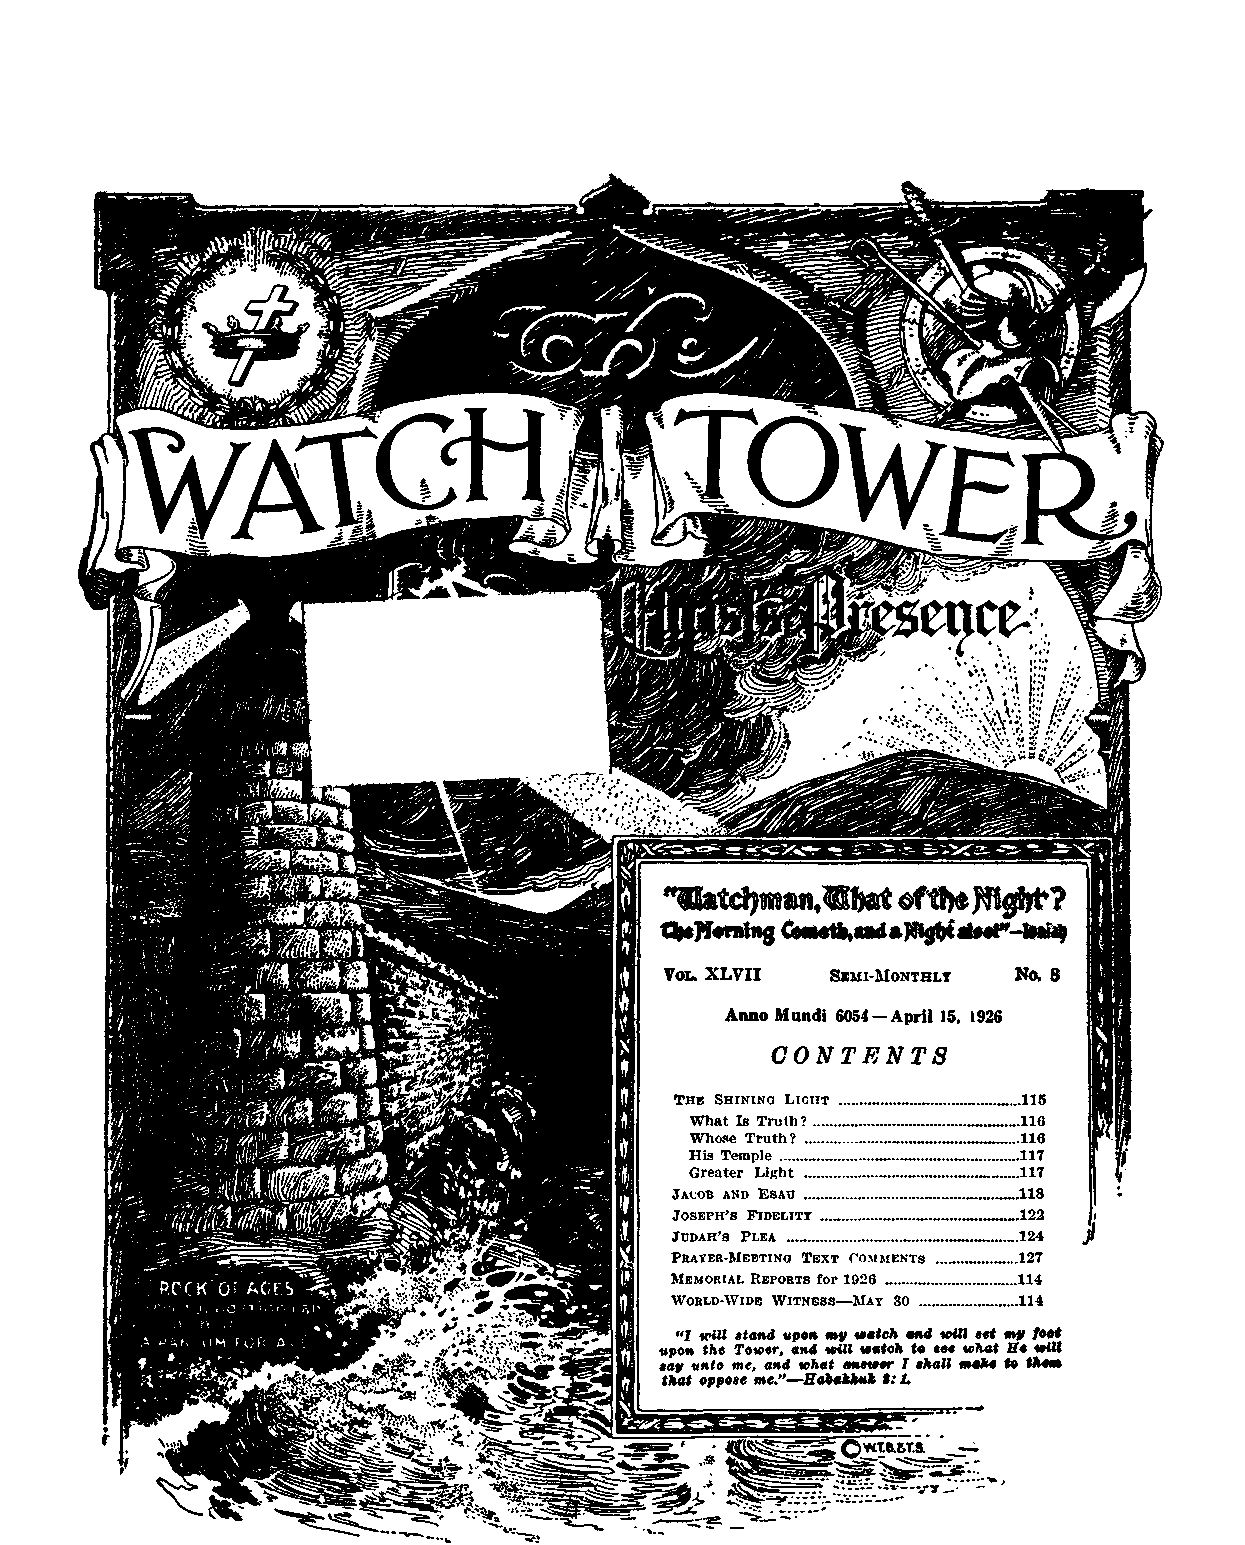 The
WATCH TOWER
Christ's Presence
"Watchman, What of the Night?
The Morning Cometh, and a Night also!"—Isaiah
VOL. XLVII SEMI-MONTHLY No. 8
Anno Mundi 6054—April 15, 1926
CONTENTS
THE SHINING LIGHT ........115
What Is Truth? ........116
Whose Truth? ........116
His Temple ........117
Greater Light ........117
JACOB AND ESAU ........118
JOSEPH'S FIDELITY ........122
JUDAH'S PLEA ........124
PRAYER-MEETING TEXT COMMENTS ........127
MEMORIAL REPORTS for 1926 ........114
WORLD-WIDE WITNESS—MAY 30 ........114
"I will stand upon my watch and will set my foot
upon the Tower, and will watch to see what He will
say unto me, and what answer I shall make to them
that oppose me."—Habakkuk 2:1.
ROCK OF AGES
A RANSOM FOR ALL
© W.T.B.&T.S.